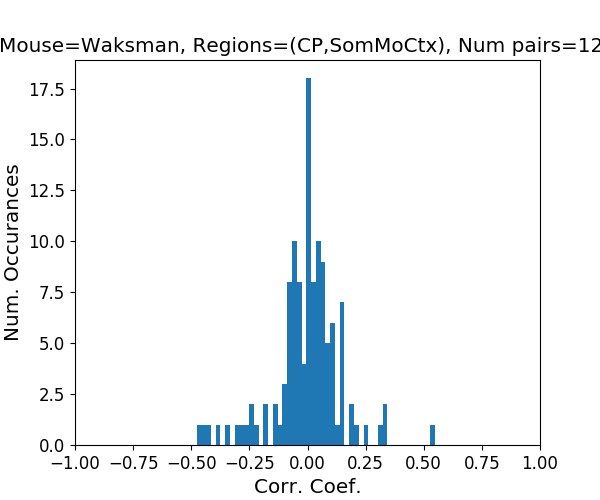 Mouse=Waksman, Regions=(CP,SomMoCtx), Num pairs=12
17.5
15.0
12.5
10.0
7.5
5.0
2.5
0.0
Num. Occurances
−1.00 −0.75 −0.50 −0.25 0.00 0.25 0.50 0.75 1.00
Corr. Coef.